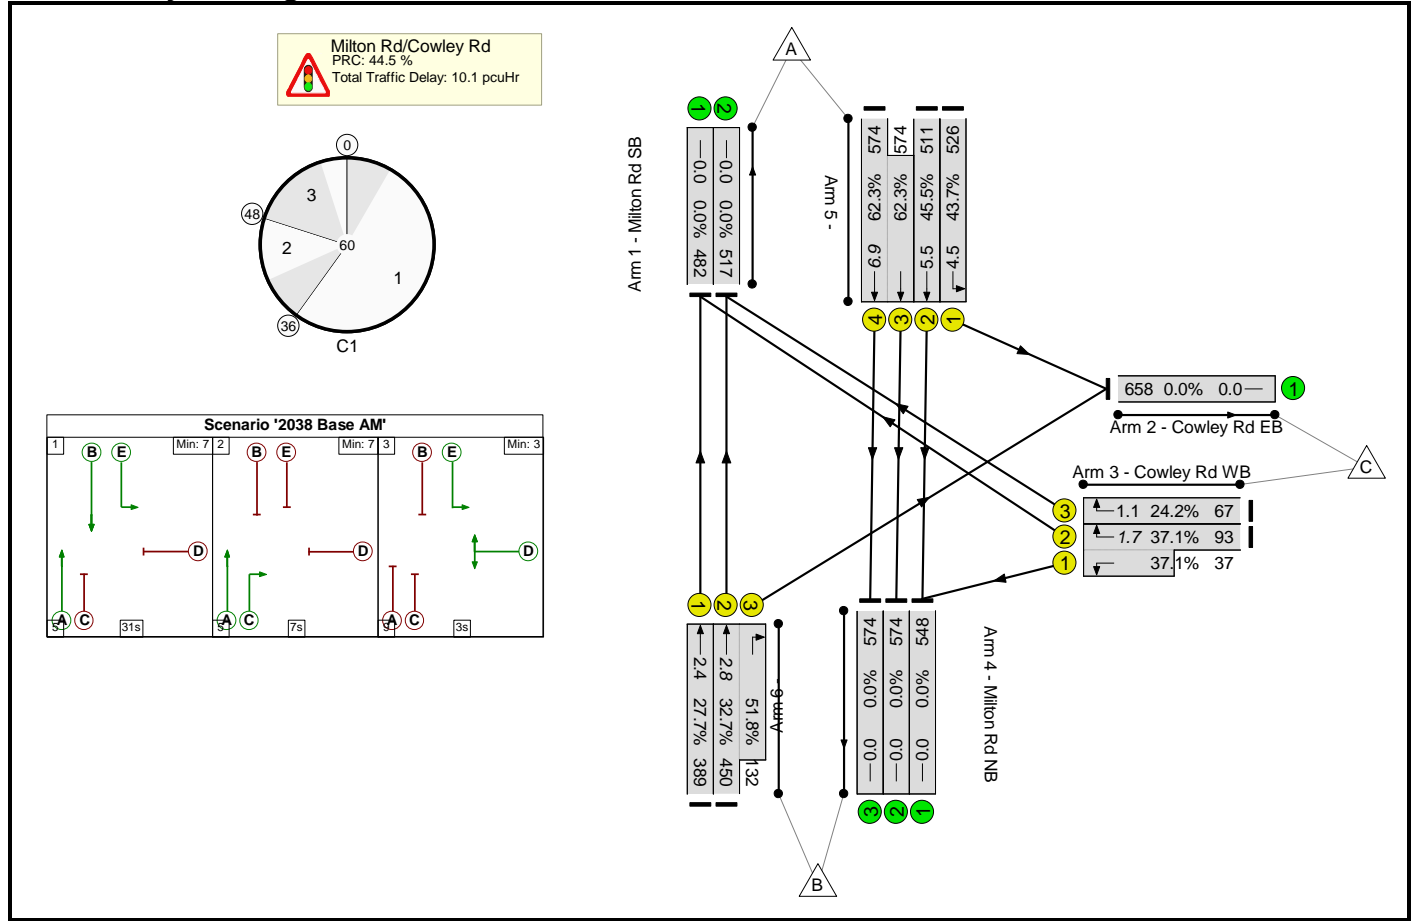 Milton Rd/Cowley Rd
PRC: 44.5 %
Total Traffic Delay: 10.1 pcuHr
0
3
48
2
60
1
36
C1
Scenario '2038 Base AM'
1
B
E
Min: 7
D
A
C
5
31s
2
B
E
Min: 7
D
A
C
5
7s
3
B
E
Min: 3
D
A
C
9
3s
A
Arm 1 - Milton Rd SB
1
2
0.0 0.0% 482
0.0 0.0% 517
Arm 5 -
574 62.3% 6.9
574 62.3%
511 45.5% 5.5
526 43.7% 4.5
4
3
2
1
658 0.0% 0.0
1
Arm 2 - Cowley Rd EB
C
Arm 3 - Cowley Rd WB
3
1.1 24.2% 67
2
1.7 37.1% 93
1
37.1% 37
1
2
3
2.4 27.7% 389
2.8 32.7% 450
51.8% 132
Arm 6 -
574 0.0% 0.0
574 0.0% 0.0
548 0.0% 0.0
3
2
1
Arm 4 - Milton Rd NB
B